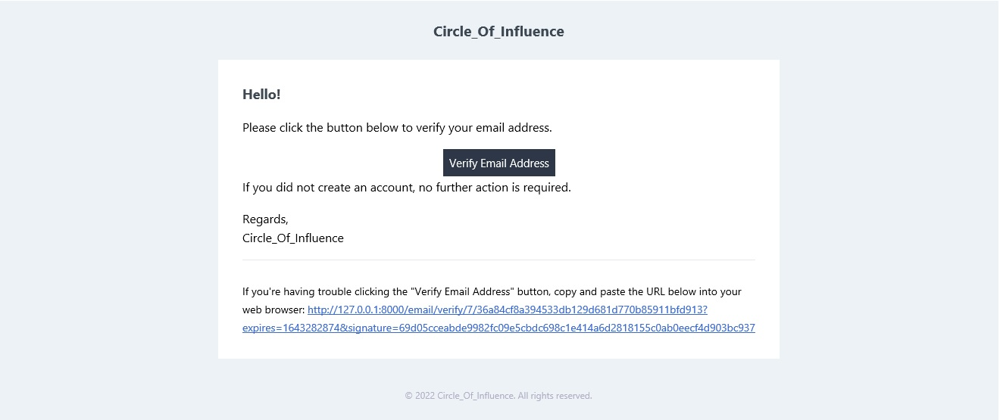 Circle_Of_Influence
Hello!
Please click the button below to verify your email address.
Verify Email Address
If you did not create an account, no further action is required.
Regards,
Circle_Of_Influence
If you're having trouble clicking the "Verify Email Address" button, copy and paste the URL below into your
web browser: http://127.0.0.1:8000/email/verify/7/36a84cf8a394533db129d681d770b85911bfd913?
expires=1643282874&signature=69d05cceabde9982fc09e5cbdc698c1e414a6d2818155c0ab0eecf4d903bc937
© 2022 Circle_Of_Influence. All rights reserved.